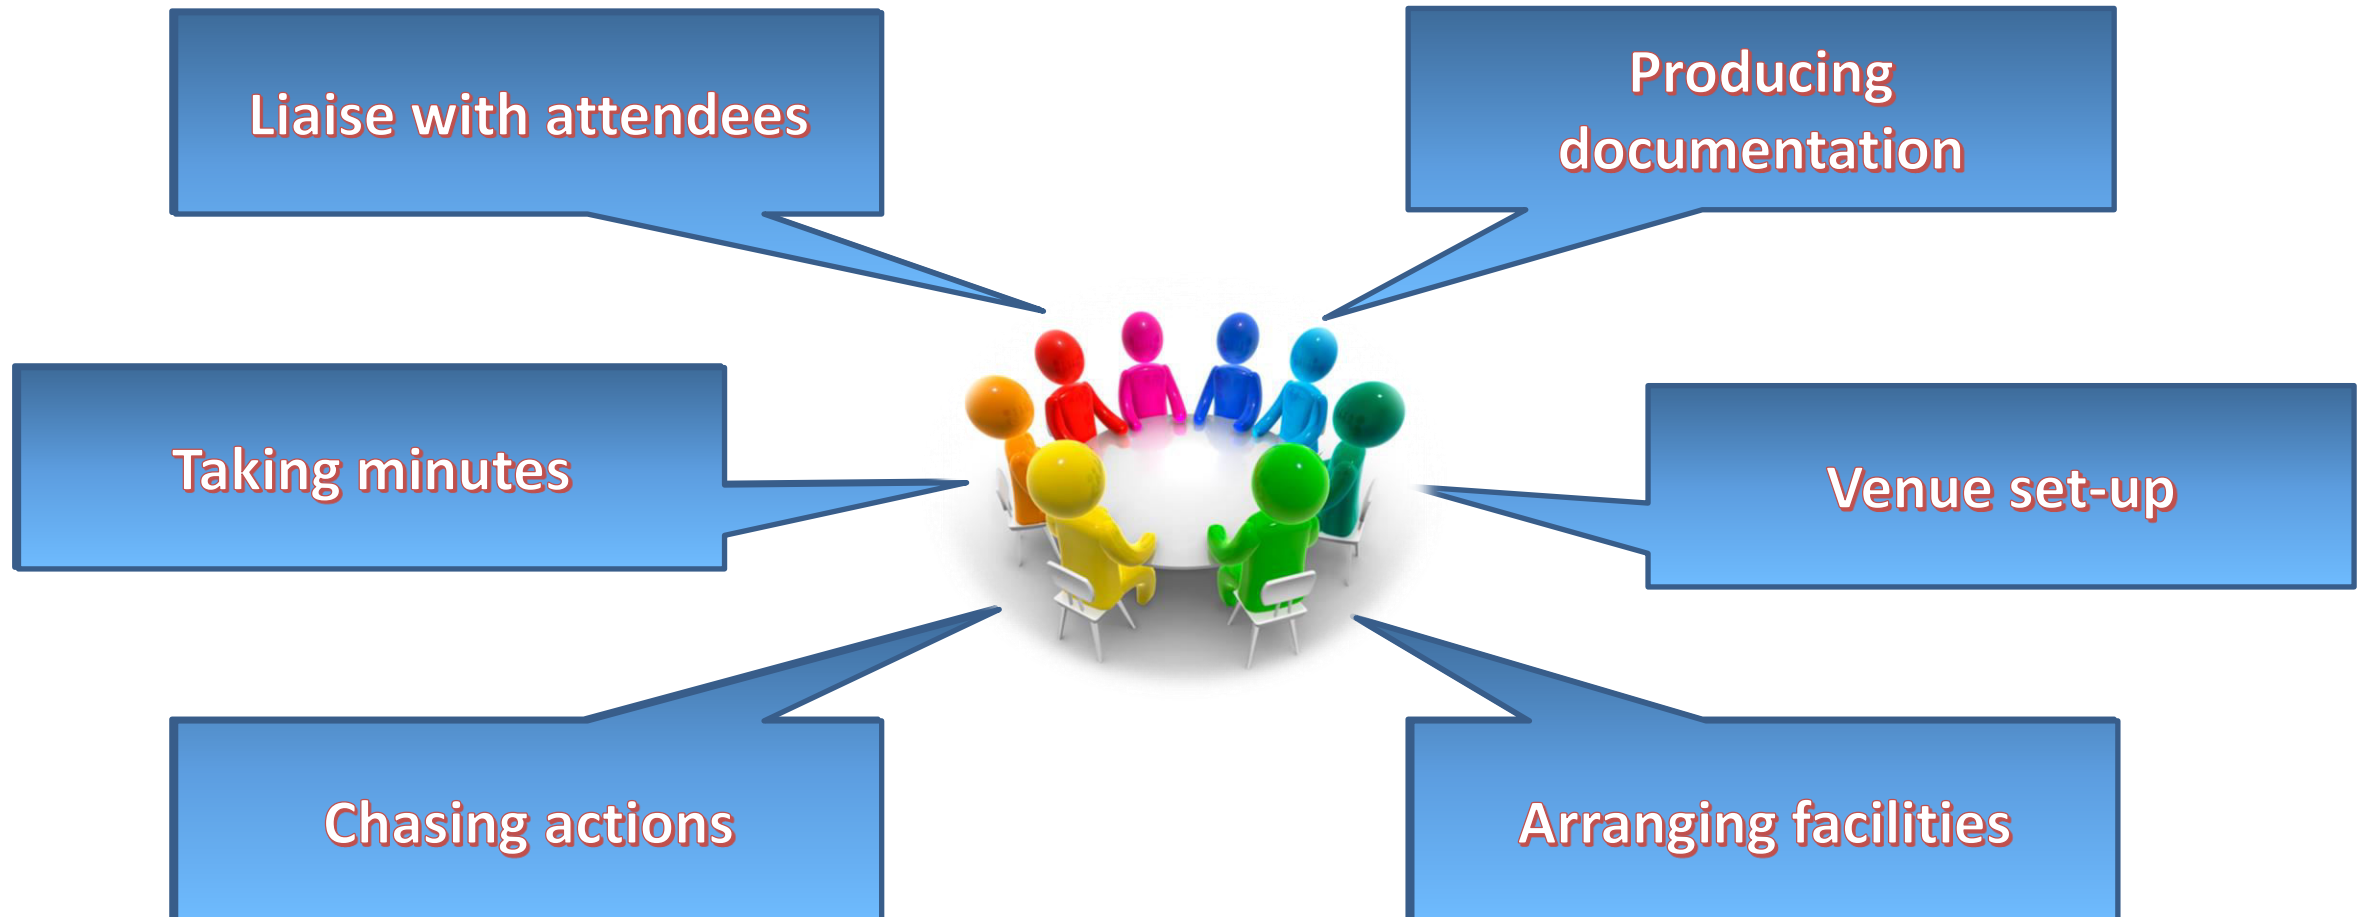 Liaise with attendees
Producing
documentation
Taking minutes
Venue set-up
Chasing actions
Arranging facilities